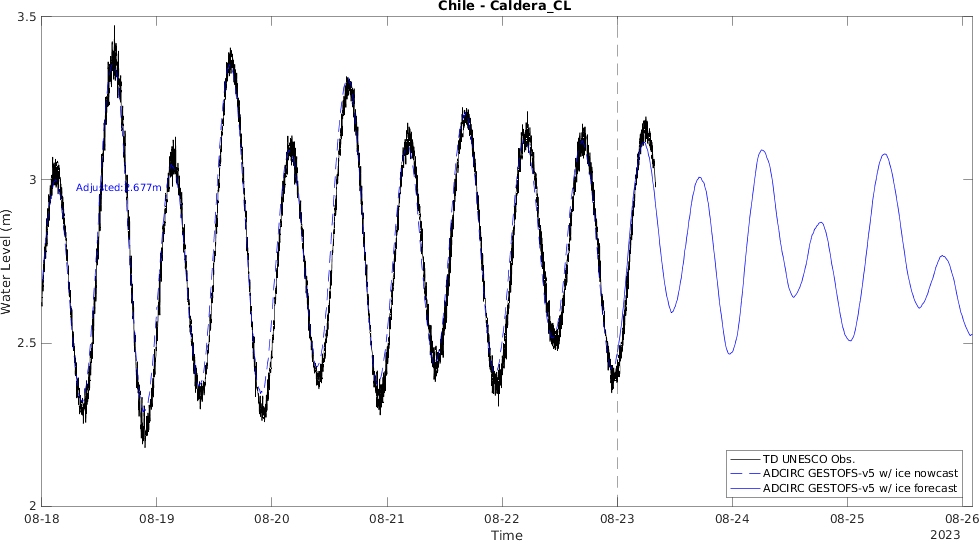 Chile - Caldera_CL
3.5
3
2.5
2
Water Level (m)
Adjusted:2.677m
TD UNESCO Obs.
ADCIRC GESTOFS-v5 w/ ice nowcast
ADCIRC GESTOFS-v5 w/ ice forecast
08-18 08-19 08-20 08-21 08-22 08-23 08-24 08-25 08-26
Time
2023